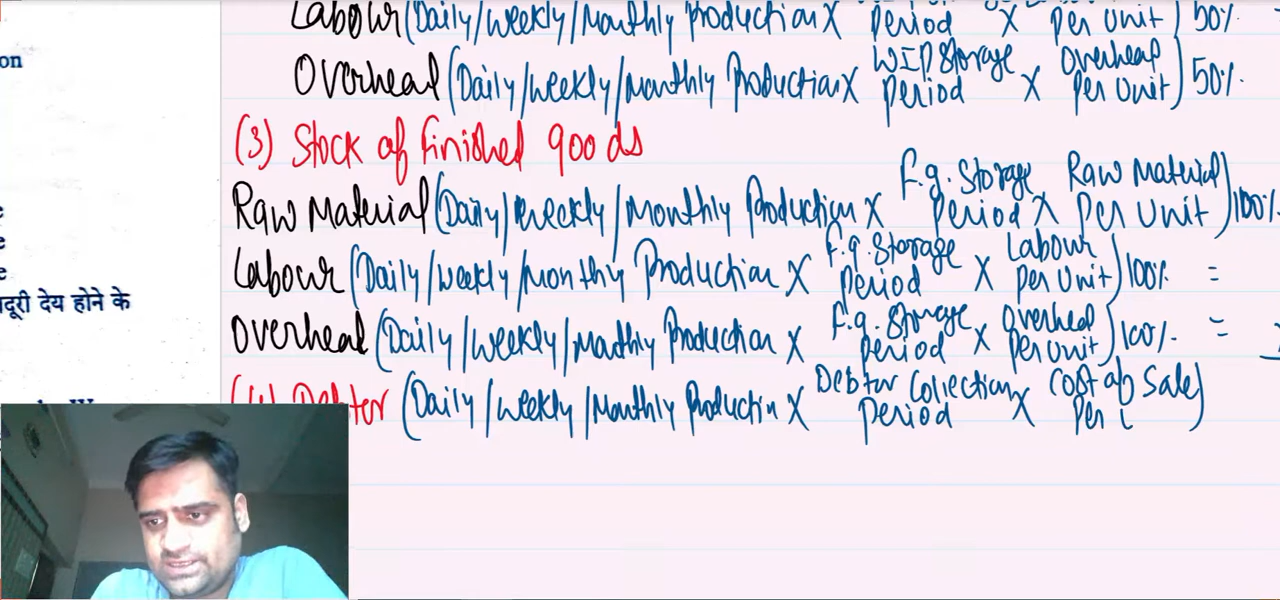 on
Labour (Daily/weekly/Monthly Production X Period X Per Unit) 50%
Overhead (Daily/weekly/Monthly Production X WIP Storage Period X Overhead Per Unit) 50%
(3) Stock of Finished goods
Raw Material (Daily/Weekly/Monthly Production X F.g. Storage Period X Raw Material Per Unit) 100%
Labour (Daily/weekly/monthly Production X F.g. Storage Period X Labour Per Unit) 100% =
Overhead (Daily/weekly/Monthly Production X F.g. Storage Period X Overhead Per Unit) 100% =
Debtor (Daily/weekly/Monthly Production X Debtor Collection Period X Cost of Sale Per
e
e
e
देय होने के